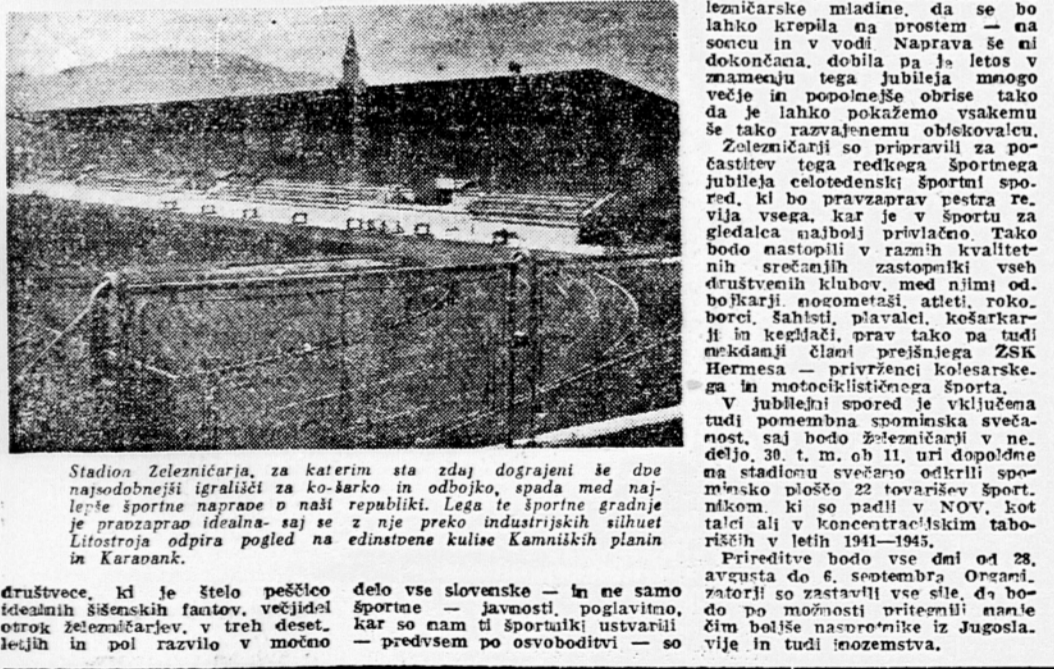 Stadion Železničarja, za katerim sta zdaj dograjeni še dve
najsodobnejši igrališči za košarko in odbojko, spada med naj-
lepše športne naprave v naši republiki. Lega te športne gradnje
je pravzaprav idealna- saj se z nje preko industrijskih silhuet
Litostroja odpira pogled na edinstvene kulise Kamniških planin
in Karavank.
društvece, ki je štelo peščico
idealnih šišenskih fantov, večjidel
otrok železničarjev, v treh deset-
letjih in pol razvilo v močno
delo vse slovenske — in ne samo
športne — javnosti, poglavitno,
kar so nam ti športniki ustvarili
— predvsem po osvoboditvi — so
lezničarske mladine, da se bo
lahko krepila na prostem — na
soncu in v vodi. Naprava še ni
dokončana, dobila pa je letos v
znamenju tega jubileja mnogo
večje in popolnejše obrise tako
da je lahko pokažemo vsakemu
še tako razvajenemu obiskovalcu.
Železničarji so pripravili za po-
častitev tega redkega športnega
jubileja celotedenski športni spo-
red, ki bo pravzaprav pestra re-
vija vsega, kar je v športu za
gledalca najbolj privlačno. Tako
bodo nastopili v raznih kvalitet-
nih srečanjih zastopniki vseh
društvenih klubov, med njimi od-
bojkarji, nogometaši, atleti, roko-
borci, šahisti, plavalci, košarkar-
ji in kegljači, prav tako pa tudi
nekdanji člani prejšnjega ŽSK
Hermesa — privrženci kolesarske-
ga in motociklističnega športa.
V jubilejni spored je vključena
tudi pomembna spominska sveča-
nost, saj bodo železničarji v ne-
deljo, 30. t. m. ob 11. uri dopoldne
na stadionu svečano odkrili spo-
minsko ploščo 22 tovarišev šport-
nikom, ki so padli v NOV, kot
talci ali v koncentracijskim tabo-
riščih v letih 1941—1945.
Prireditve bodo vse dni od 28.
avgusta do 6. septembra Organi-
zatorji so zastavili vse sile, da bo-
do po možnosti pritegnili nanje
čim boljše nasprotnike iz Jugosla-
vije in tudi inozemstva.